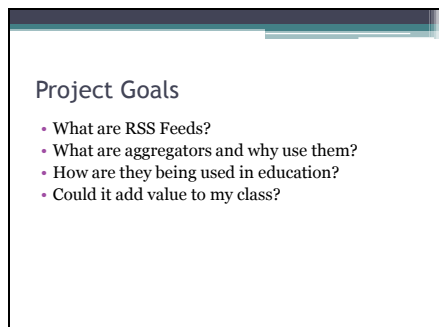 Project Goals
• What are RSS Feeds?
• What are aggregators and why use them?
• How are they being used in education?
• Could it add value to my class?